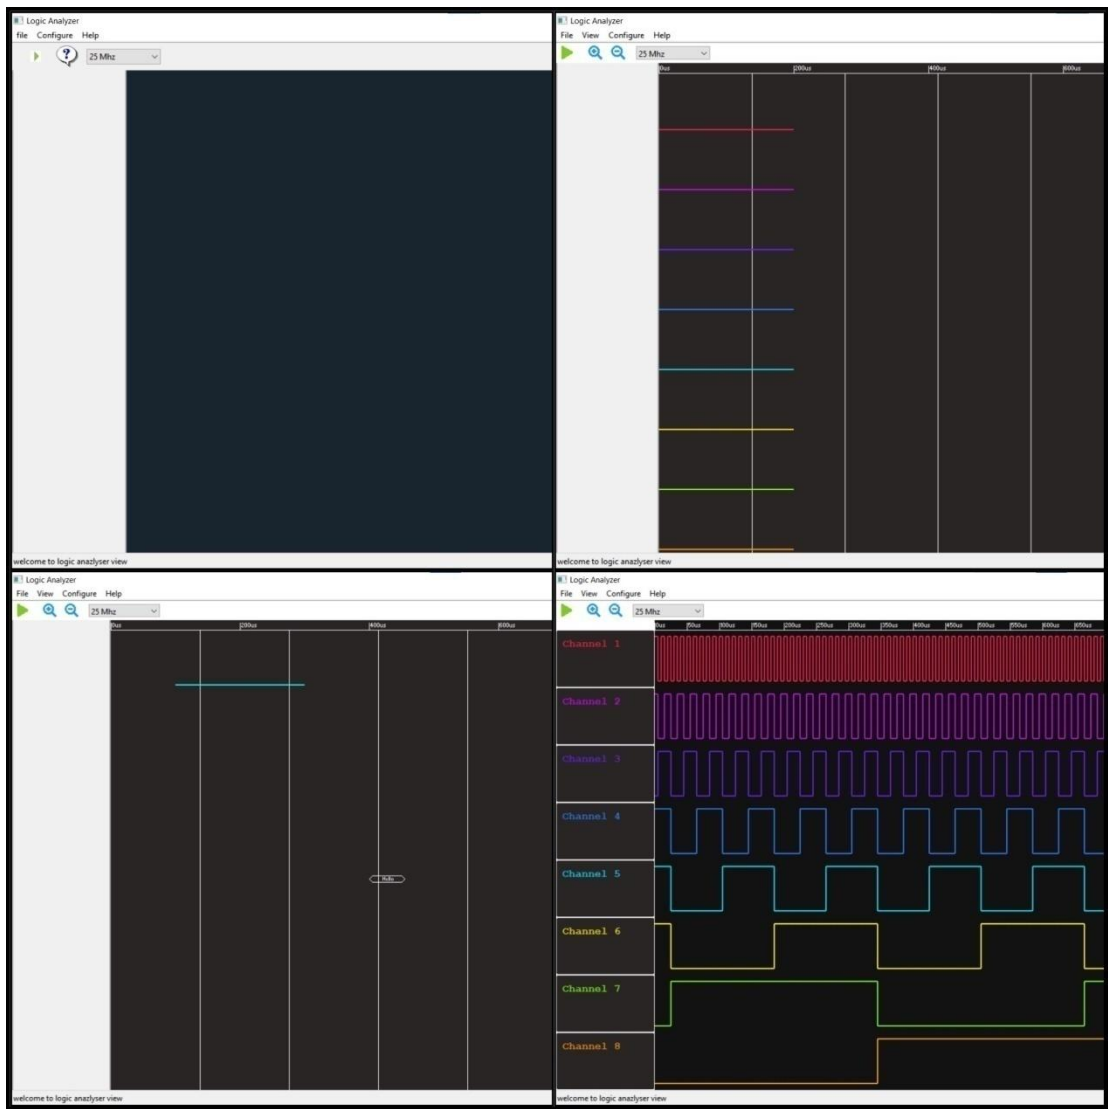 Logic Analyzer
file Configure Help
?
25 Mhz
welcome to logic anazlyser view
Logic Analyzer
File View Configure Help
25 Mhz
0us |200us |400us |600us
welcome to logic anazlyser view
Logic Analyzer
File View Configure Help
25 Mhz
0us |200us |400us |600us
welcome to logic anazlyser view
Logic Analyzer
File View Configure Help
25 Mhz
0us |50us |100us |150us |200us |250us |300us |350us |400us |450us |500us |550us |600us |650us
Channel 1
Channel 2
Channel 3
Channel 4
Channel 5
Channel 6
Channel 7
Channel 8
welcome to logic anazlyser view